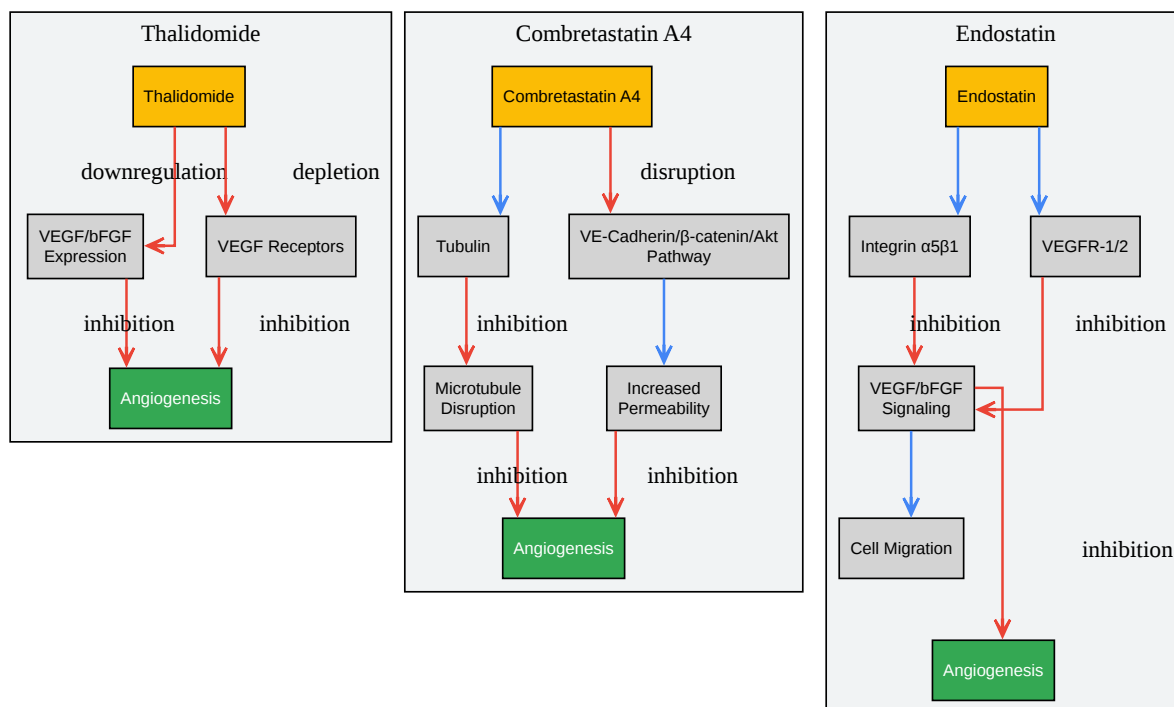 Thalidomide
Thalidomide
downregulation
depletion
VEGF/bFGF
Expression
VEGF Receptors
inhibition
inhibition
Angiogenesis
Combretastatin A4
Combretastatin A4
disruption
Tubulin
VE-Cadherin/β-catenin/Akt
Pathway
inhibition
Microtubule
Disruption
Increased
Permeability
inhibition
inhibition
Angiogenesis
Endostatin
Endostatin
Integrin α5β1
VEGFR-1/2
inhibition
inhibition
VEGF/bFGF
Signaling
Cell Migration
inhibition
Angiogenesis